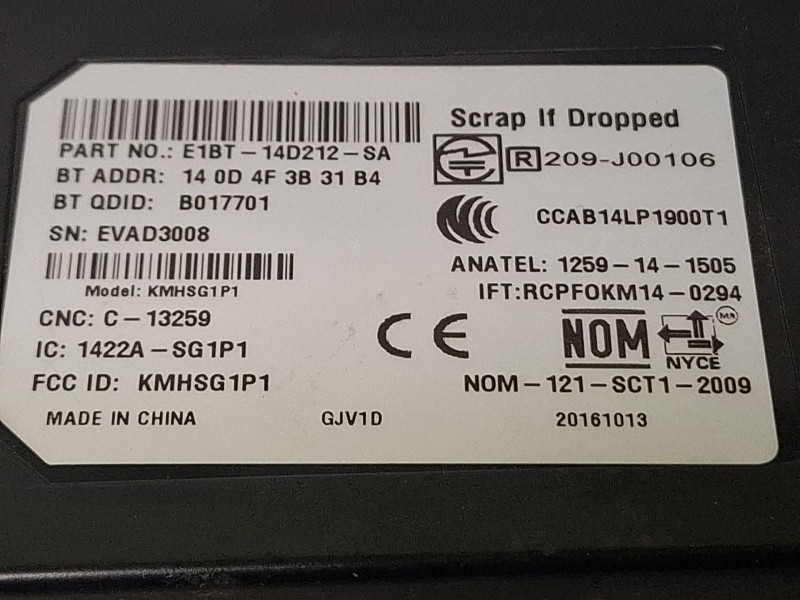 Scrap If Dropped
PART NO.: E1BT-14D212-SA
R 209-J00106
BT ADDR: 14 0D 4F 3B 31 B4
BT QDID: B017701
CCAB14LP1900T1
SN: EVAD3008
ANATEL: 1259-14-1505
Model: KMHSG1P1
IFT:RCPFOKM14-0294
CNC: C-13259
CE
NOM
NYCE
IC: 1422A-SG1P1
FCC ID: KMHSG1P1
NOM-121-SCT1-2009
MADE IN CHINA
GJV1D
20161013